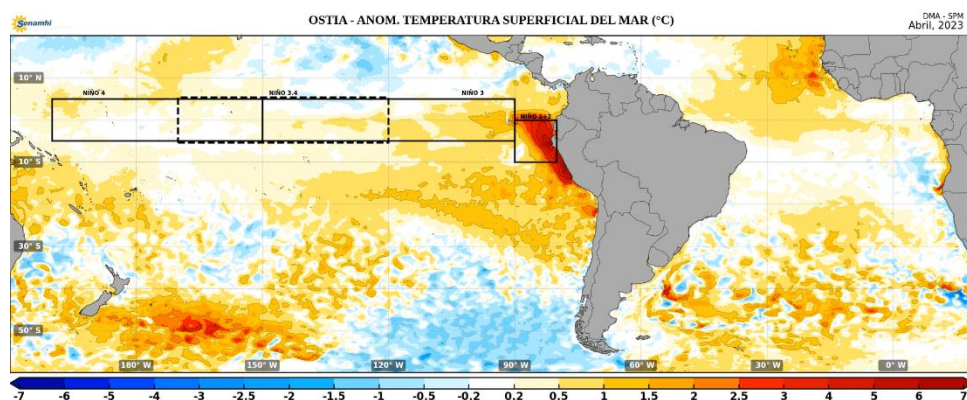 Senamhi
OSTIA - ANOM. TEMPERATURA SUPERFICIAL DEL MAR (°C)
DMA - SPM
Abril, 2023
10° N
NIÑO 4
NIÑO 3.4
NIÑO 3
NIÑO 1+2
10° S
30° S
50° S
180° W
150° W
120° W
90° W
60° W
30° W
0° W
-7 -6 -5 -4 -3 -2.5 -2 -1.5 -1 -0.5 -0.2 0.2 0.5 1 1.5 2 2.5 3 4 5 6 7